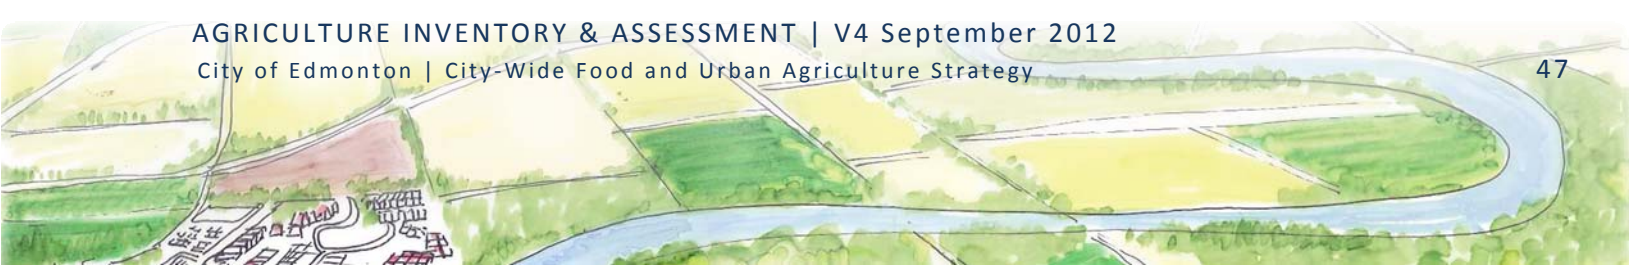 AGRICULTURE INVENTORY & ASSESSMENT | V4 September 2012
City of Edmonton | City-Wide Food and Urban Agriculture Strategy 47